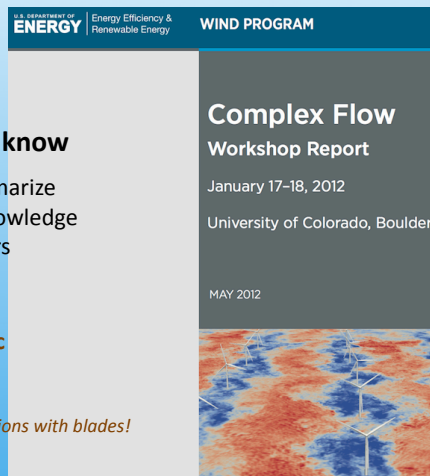 U.S. DEPARTMENT OF
ENERGY
Energy Efficiency &
Renewable Energy
WIND PROGRAM
know
arize
owledge
s
c
ions with blades!
Complex Flow
Workshop Report
January 17–18, 2012
University of Colorado, Boulder
MAY 2012